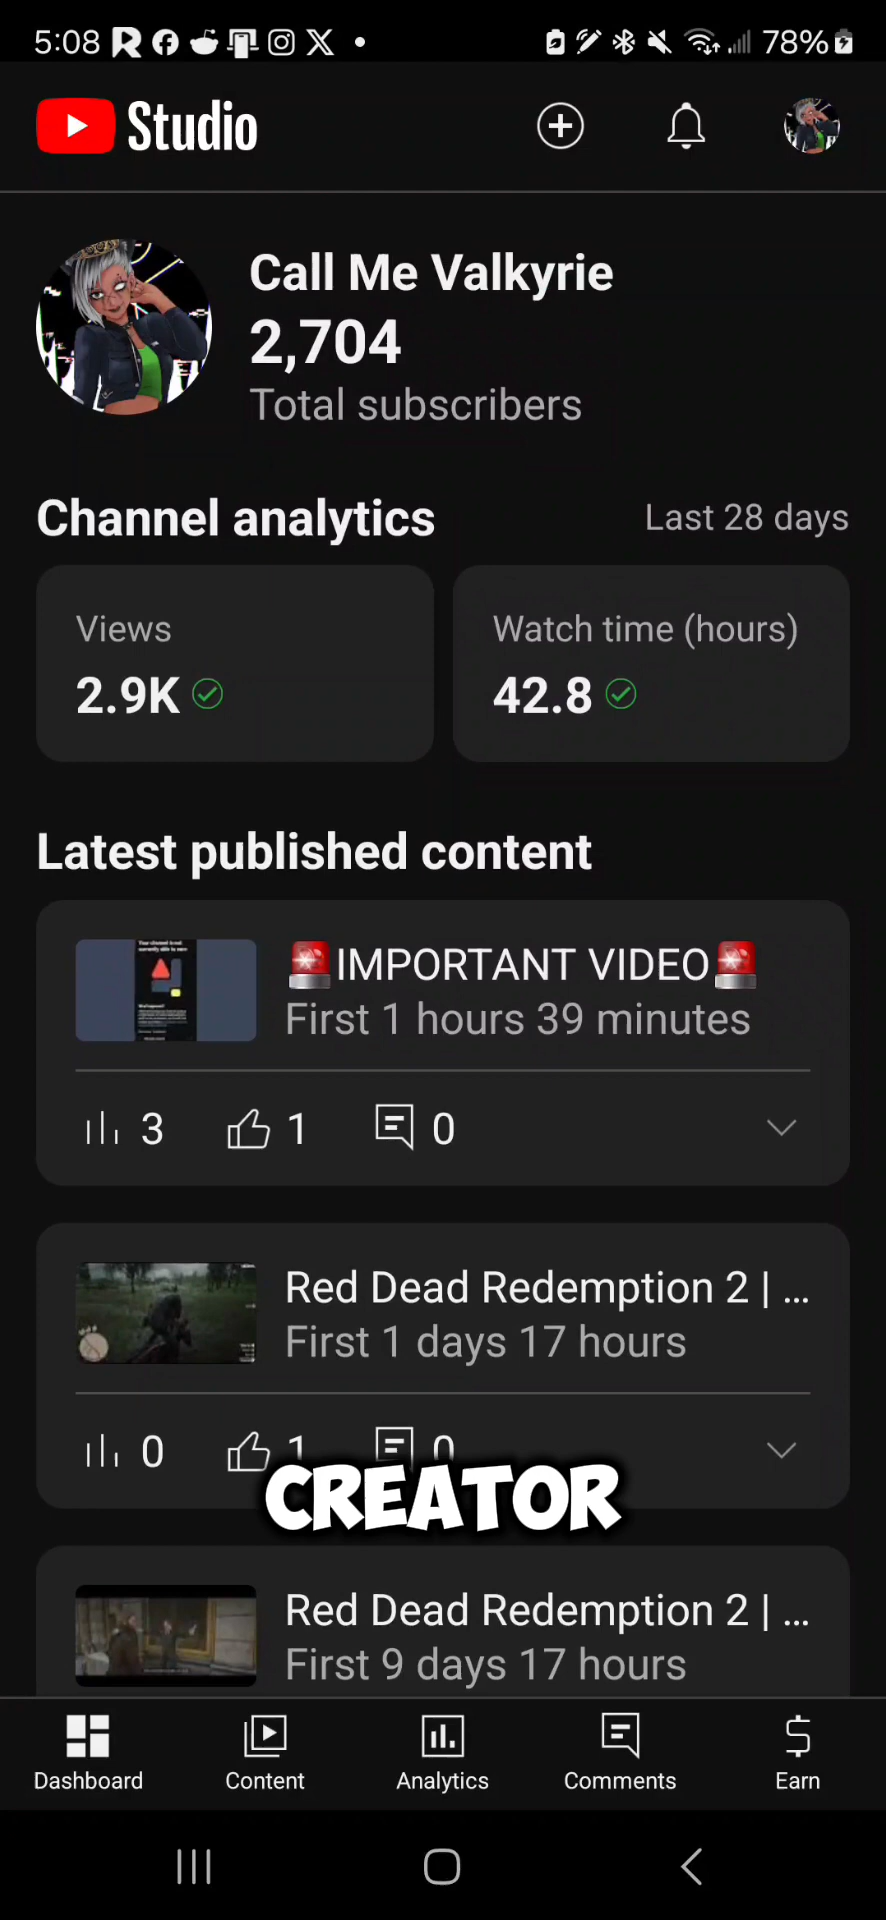 5:08
78%
Studio
Call Me Valkyrie
2,704
Total subscribers
Channel analytics
Last 28 days
Views
Watch time (hours)
2.9K
42.8
Latest published content
🚨IMPORTANT VIDEO🚨
First 1 hours 39 minutes
3 1 0
Red Dead Redemption 2 | ...
First 1 days 17 hours
0 1 0
CREATOR
Red Dead Redemption 2 | ...
First 9 days 17 hours
Dashboard Content Analytics Comments Earn